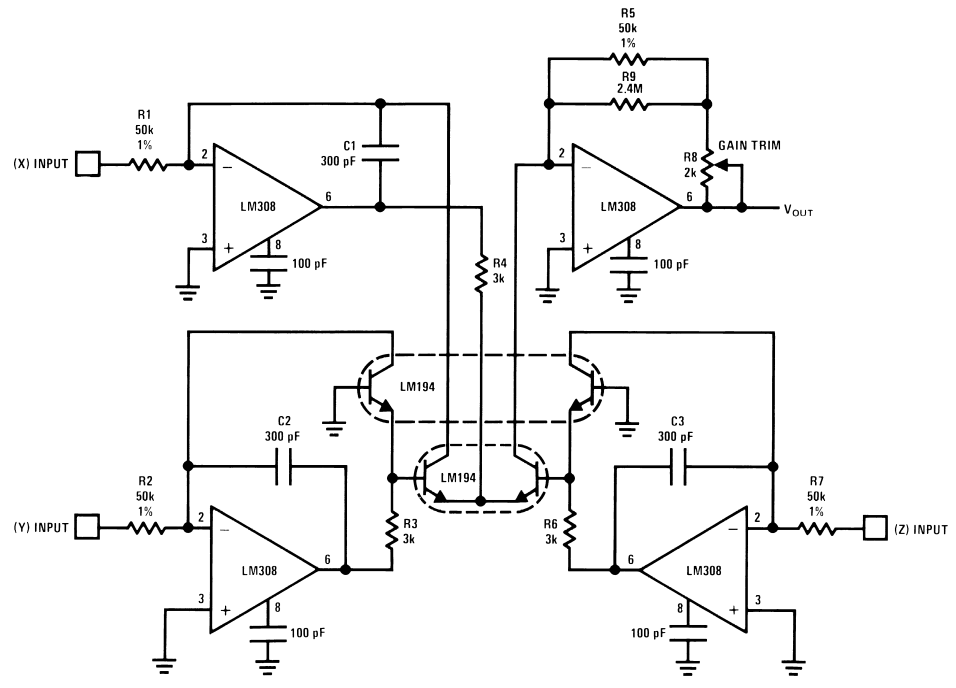 R5
50k
1%
R9
2.4M
R1
50k
1%
(X) INPUT
2
−
C1
300 pF
LM308
6
3
+
8
100 pF
2
−
R8
2k
GAIN TRIM
LM308
6
VOUT
3
+
8
100 pF
R4
3k
LM194
C2
300 pF
C3
300 pF
LM194
R2
50k
1%
(Y) INPUT
2
−
R3
3k
LM308
6
3
+
8
100 pF
R6
3k
R7
50k
1%
(Z) INPUT
2
−
6
LM308
3
+
8
100 pF